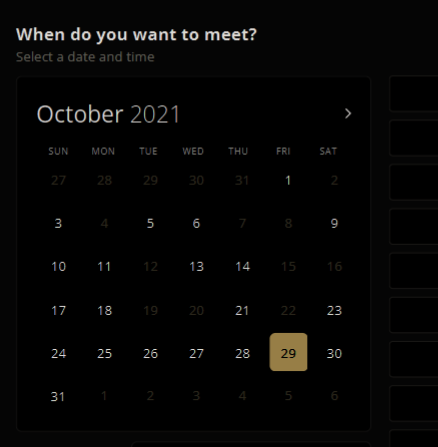 When do you want to meet?
Select a date and time
October 2021
SUN MON TUE WED THU FRI SAT
27 28 29 30 31 1 2
3 4 5 6 7 8 9
10 11 12 13 14 15 16
17 18 19 20 21 22 23
24 25 26 27 28 29 30
31 1 2 3 4 5 6